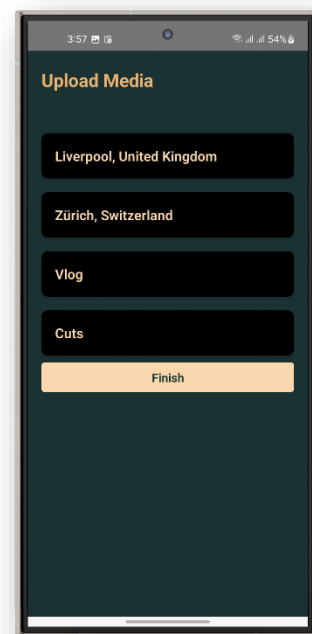 3:57 54%
Upload Media
Liverpool, United Kingdom
Zürich, Switzerland
Vlog
Cuts
Finish